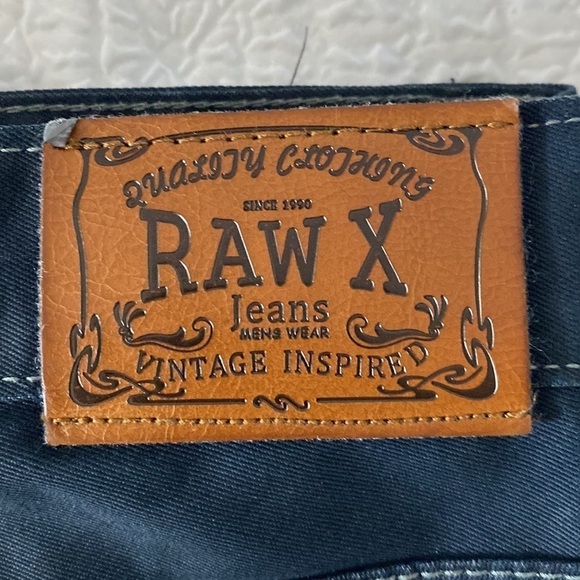 QUALITY CLOTHING
SINCE 1990
RAW X
Jeans
MENS WEAR
VINTAGE INSPIRED